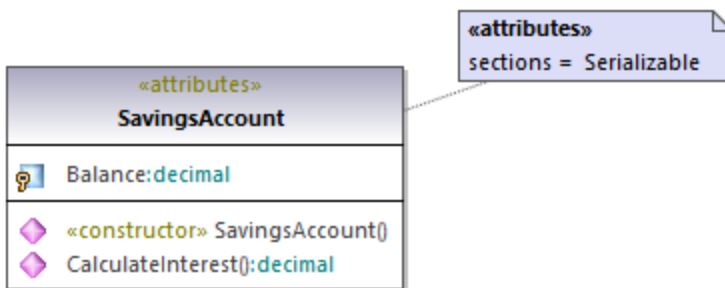 «attributes»
sections = Serializable
«attributes»
SavingsAccount
Balance:decimal
«constructor» SavingsAccount()
CalculateInterest():decimal